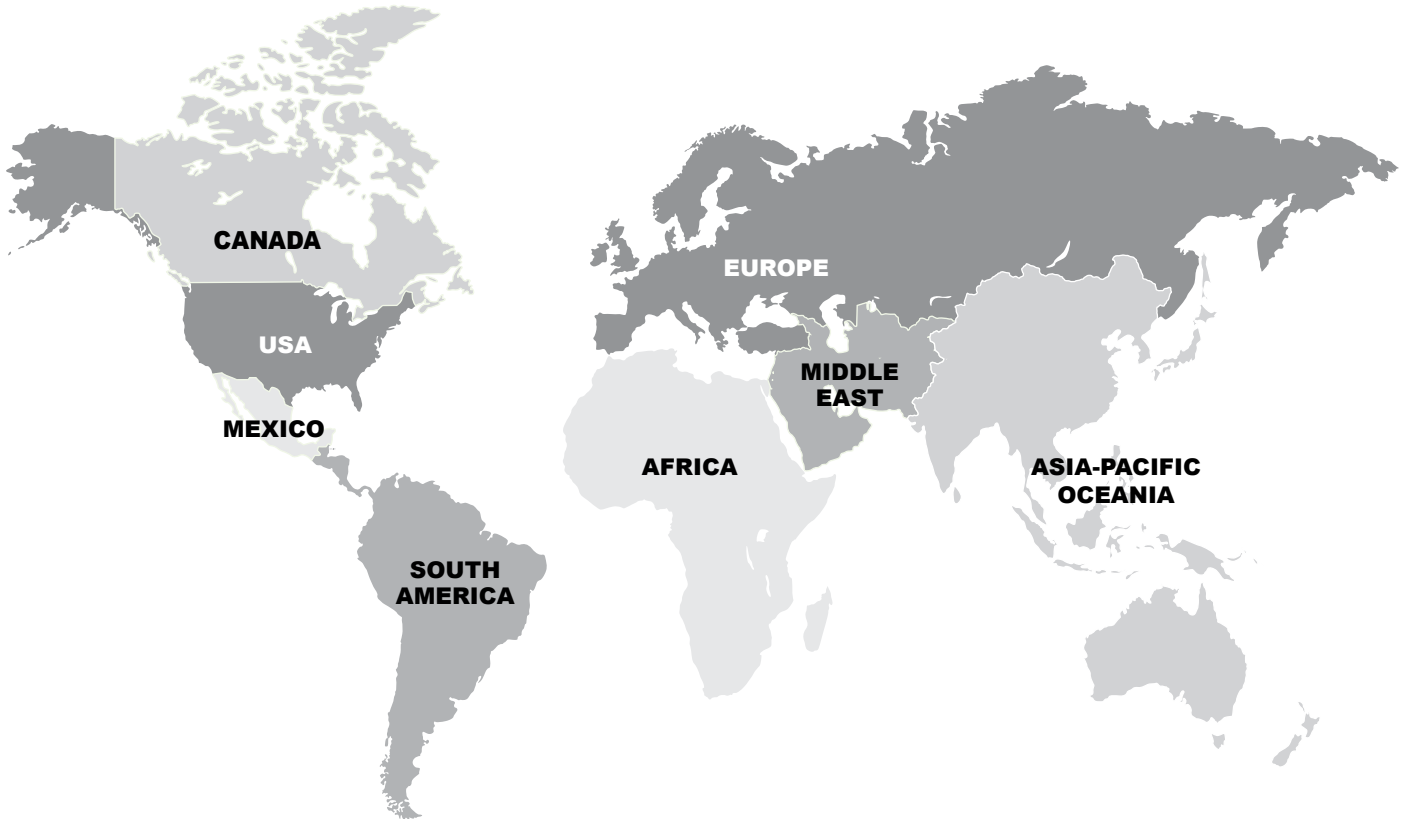 CANADA
EUROPE
USA
MIDDLE
EAST
MEXICO
AFRICA
ASIA-PACIFIC
OCEANIA
SOUTH
AMERICA